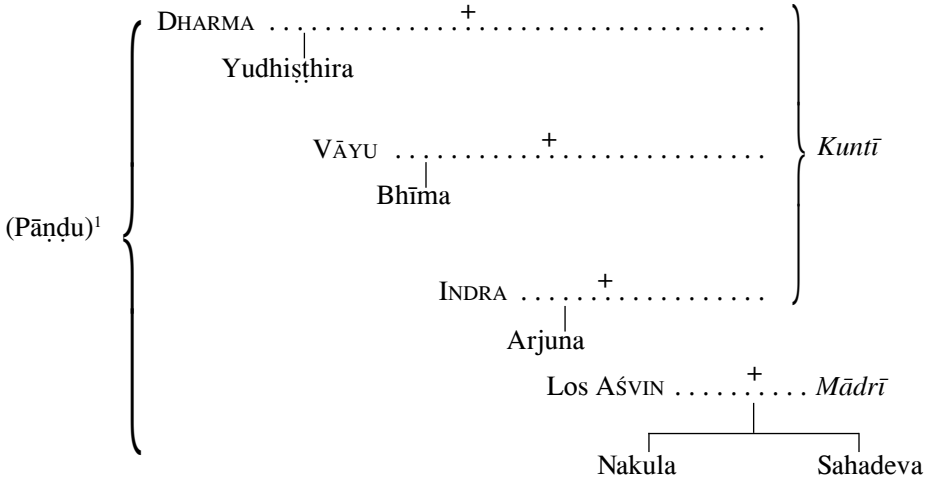 DHARMA . . . . . . . . . . . . . . . . . . . . . . . . . . . . . . . . . . +
Yudhiṣṭhira
VĀYU . . . . . . . . . . . . . . . . . . . . . . . . . + Kuntī
Bhīma
(Pāṇḍu)¹
INDRA . . . . . . . . . . . . . . . . . +
Arjuna
Los AŚVIN . . . . . . . . . . + Mādrī
Nakula Sahadeva